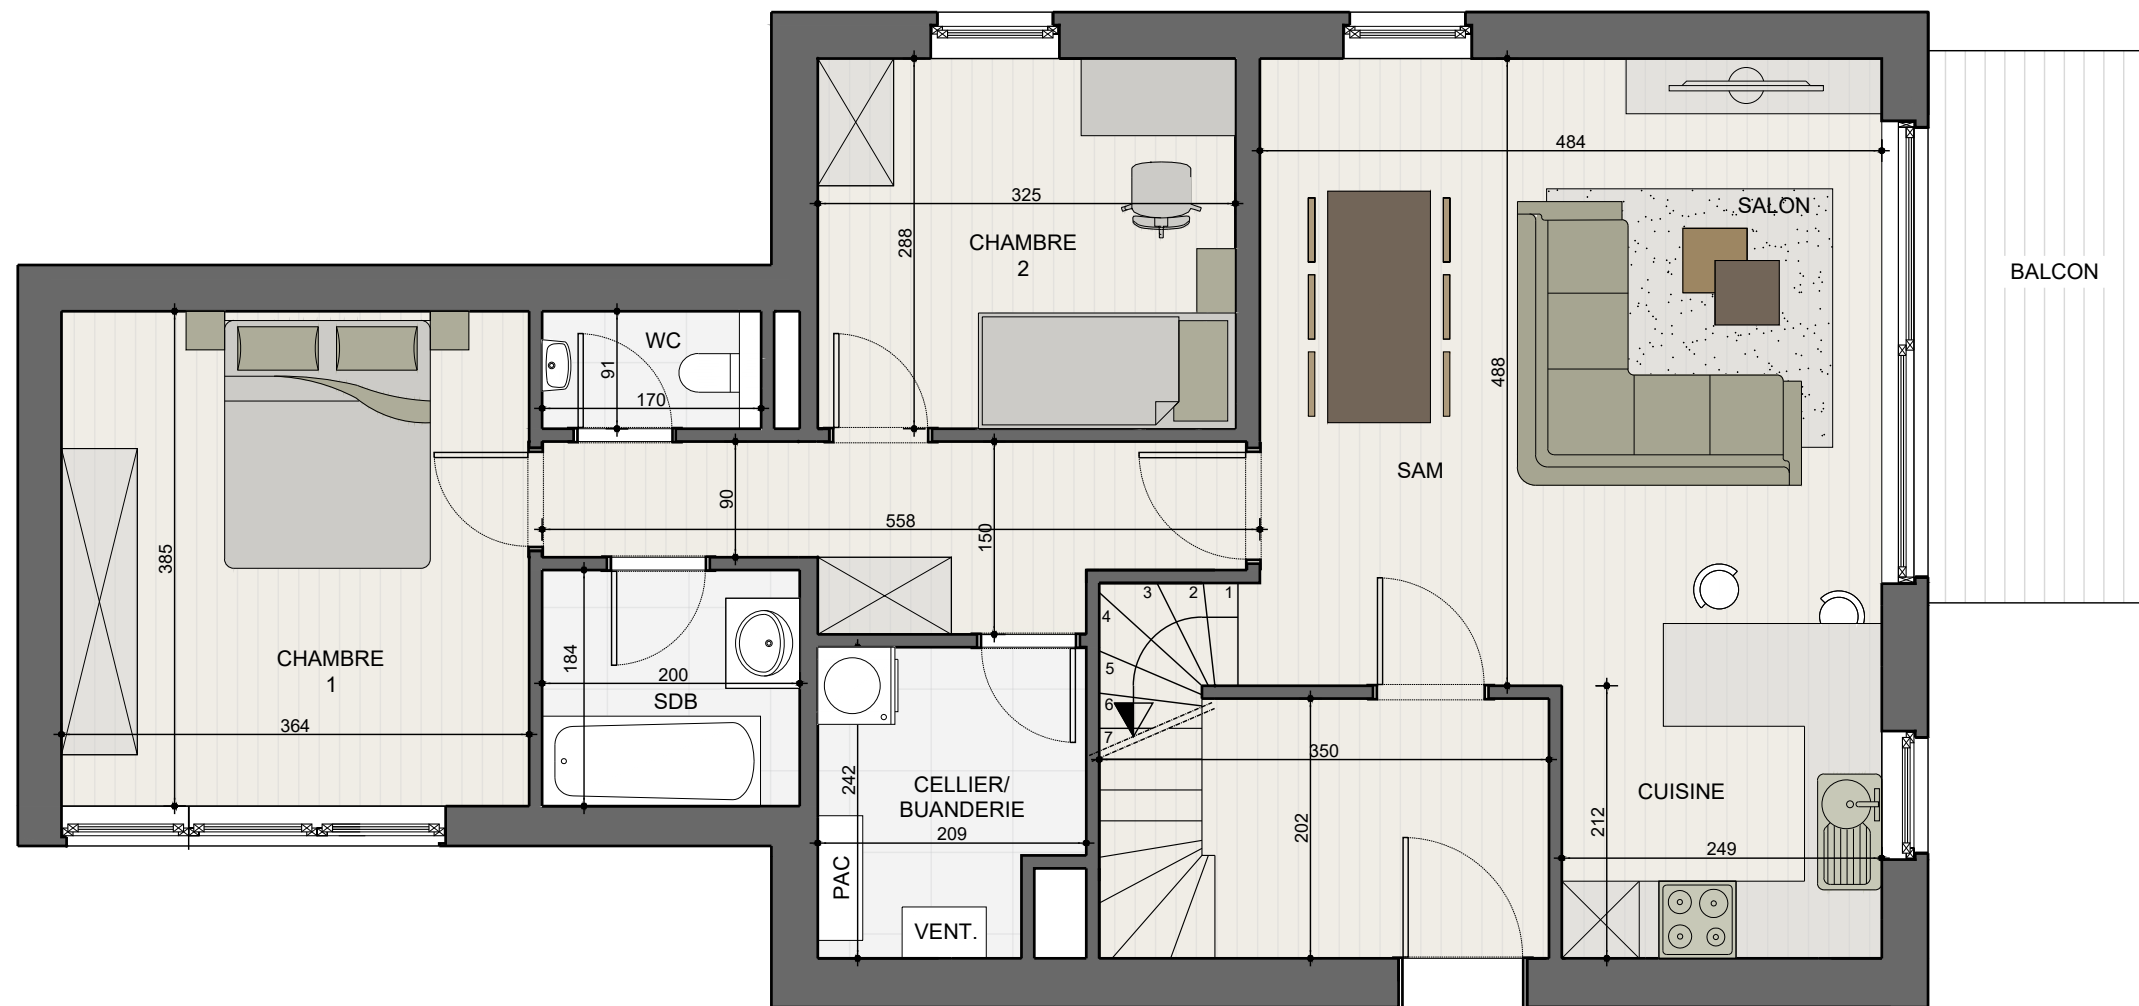 484
SALON
325
CHAMBRE
2
288
BALCON
WC
91
170
488
SAM
90
558
150
385
3
2
1
4
5
6
7
184
200
SDB
CHAMBRE
1
364
350
242
CELLIER/
BUANDERIE
209
202
CUISINE
212
249
PAC
VENT.